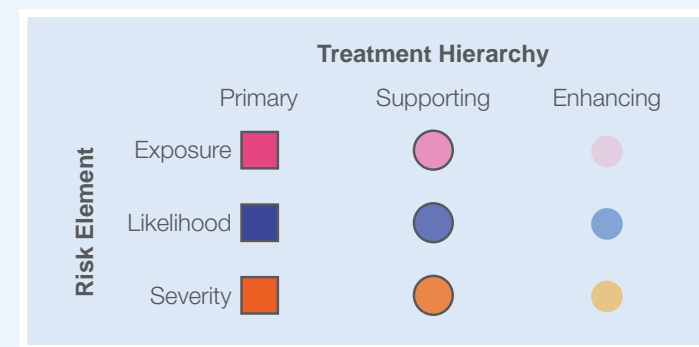 Treatment Hierarchy
Primary Supporting Enhancing
Risk Element
Exposure
Likelihood
Severity